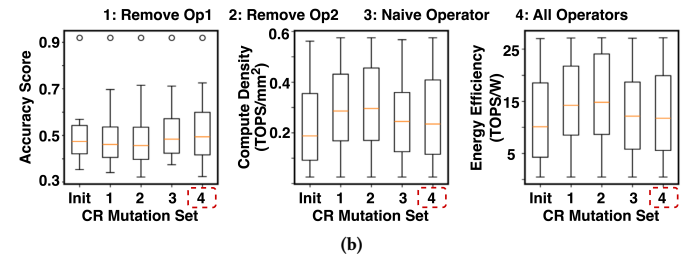 1: Remove Op1 2: Remove Op2 3: Naive Operator 4: All Operators
Accuracy Score
0.9
0.7
0.5
0.3
Init 1 2 3 4
CR Mutation Set
Compute Density
(TOPS/mm²)
0.6
0.4
0.2
Init 1 2 3 4
CR Mutation Set
Energy Efficiency
(TOPS/W)
25
15
5
Init 1 2 3 4
CR Mutation Set
(b)